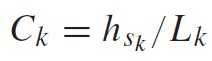 C_k = h_{s_k}/L_k